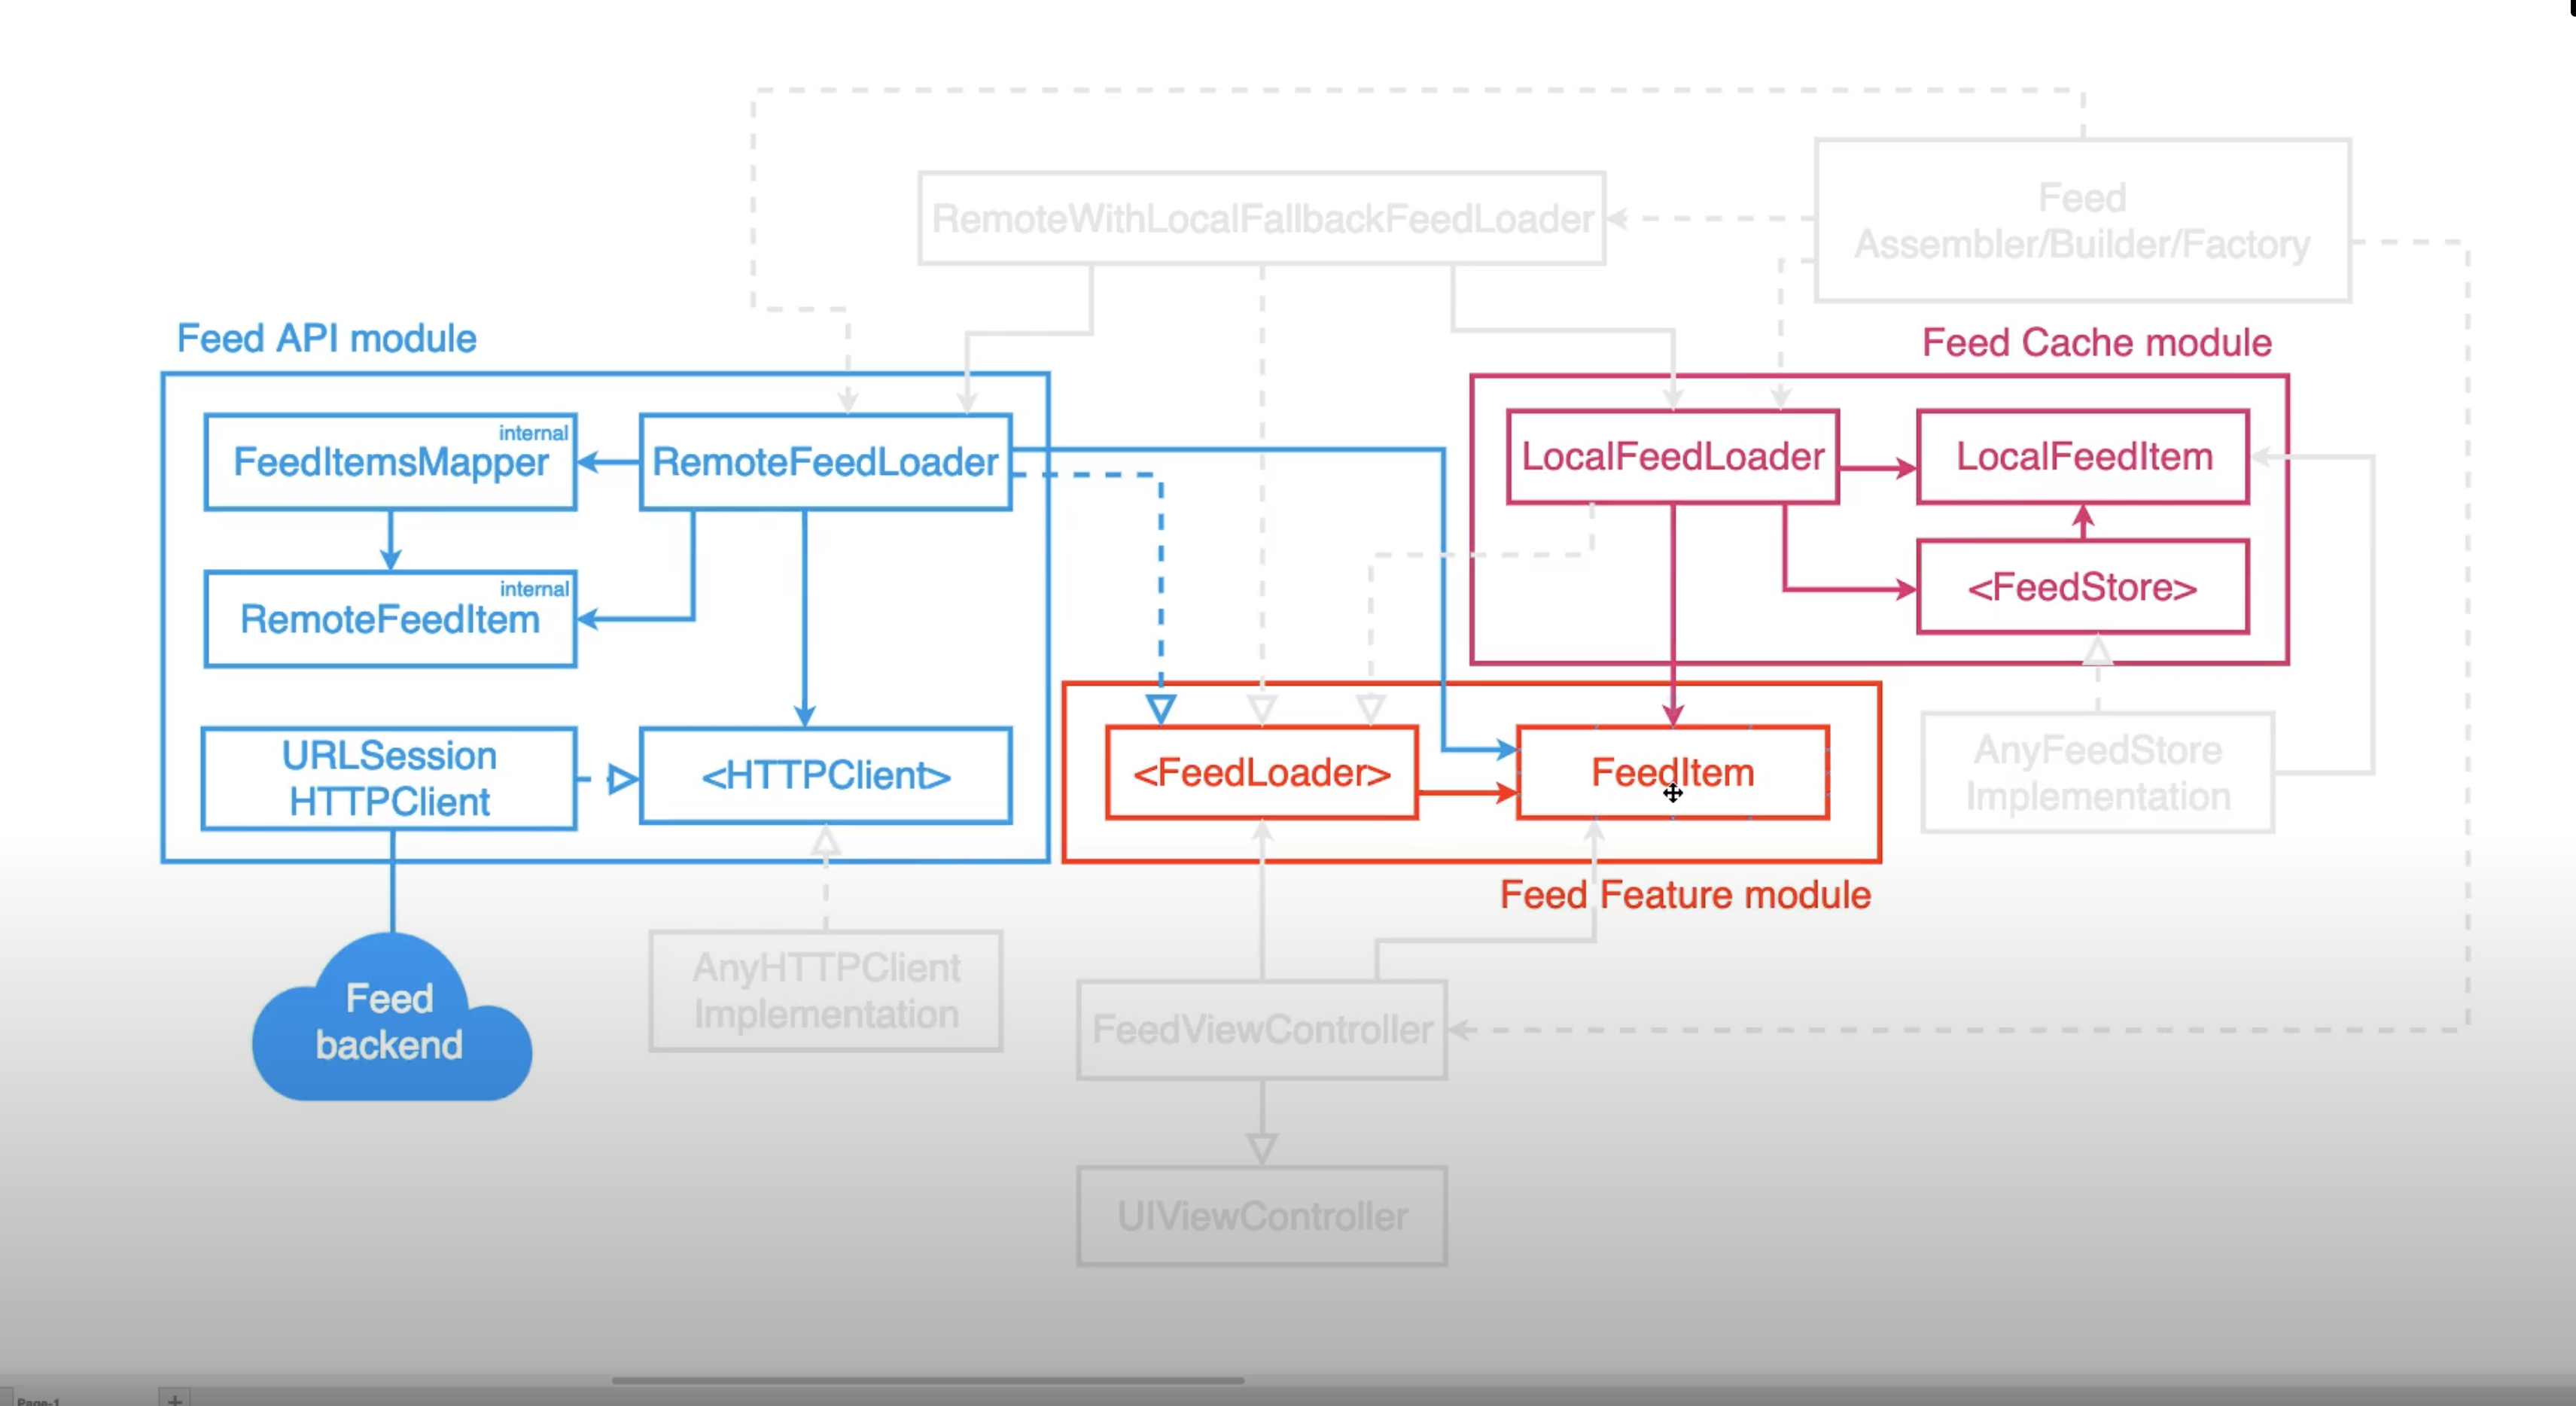 RemoteWithLocalFallbackFeedLoader
Feed
Assembler/Builder/Factory
Feed API module
Feed Cache module
internal
FeedItemsMapper
RemoteFeedLoader
LocalFeedLoader
LocalFeedItem
internal
RemoteFeedItem
<FeedStore>
URLSession
HTTPClient
<HTTPClient>
<FeedLoader>
FeedItem
AnyFeedStore
Implementation
Feed Feature module
AnyHTTPClient
Implementation
Feed
backend
FeedViewController
UIViewController
Page-1